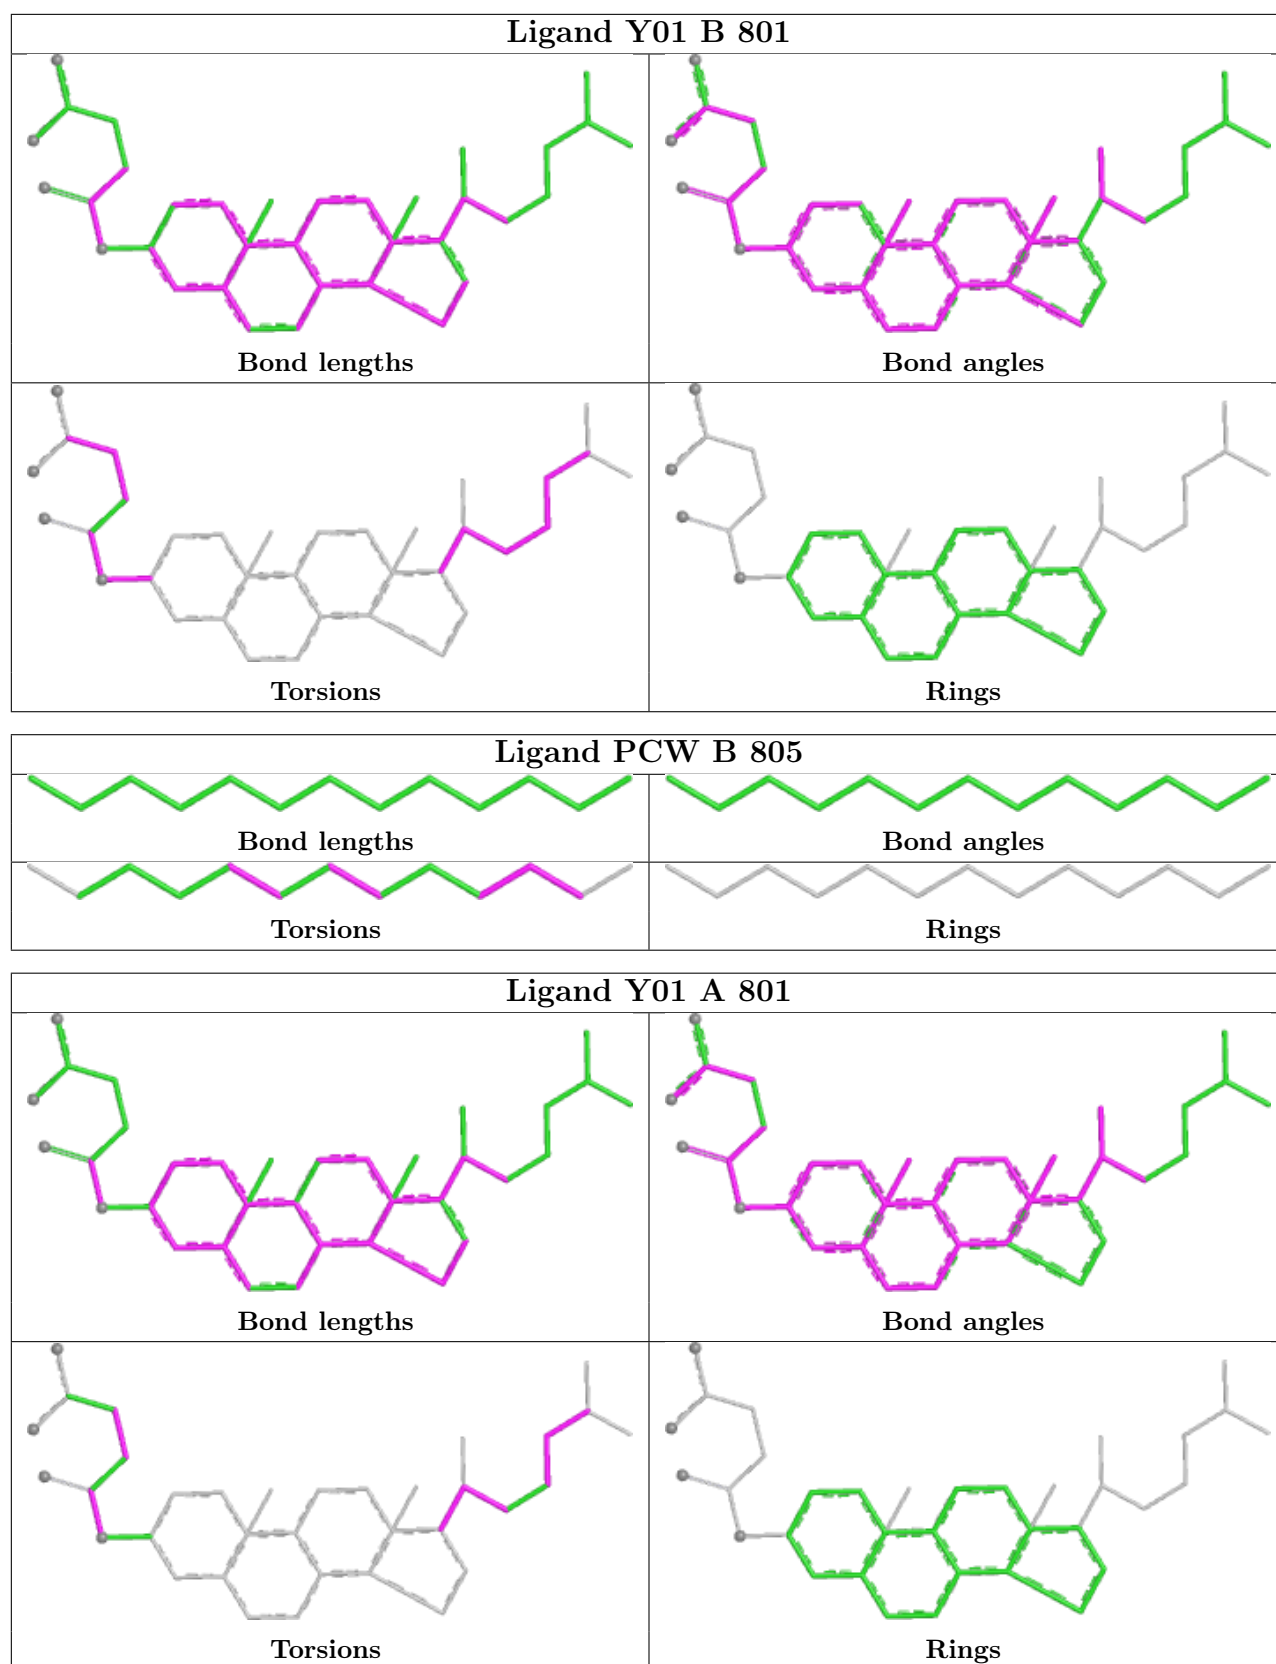 Ligand Y01 B 801
Bond lengths
Bond angles
Torsions
Rings
Ligand PCW B 805
Bond lengths
Bond angles
Torsions
Rings
Ligand Y01 A 801
Bond lengths
Bond angles
Torsions
Rings